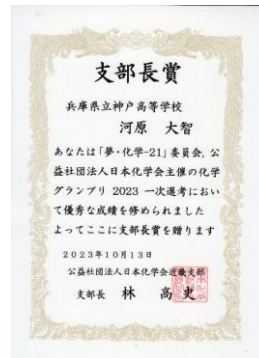 支部長賞
兵庫県立神戸高等学校
河原　大智
あなたは「夢・化学-21」委員会,公
益社団法人日本化学会主催の化学
グランプリ 2023 一次選考におい
て優秀な成績を修められました
よってここに支部長賞を贈ります
2023年10月13日
公益社団法人日本化学会近畿支部
支部長　林　高史